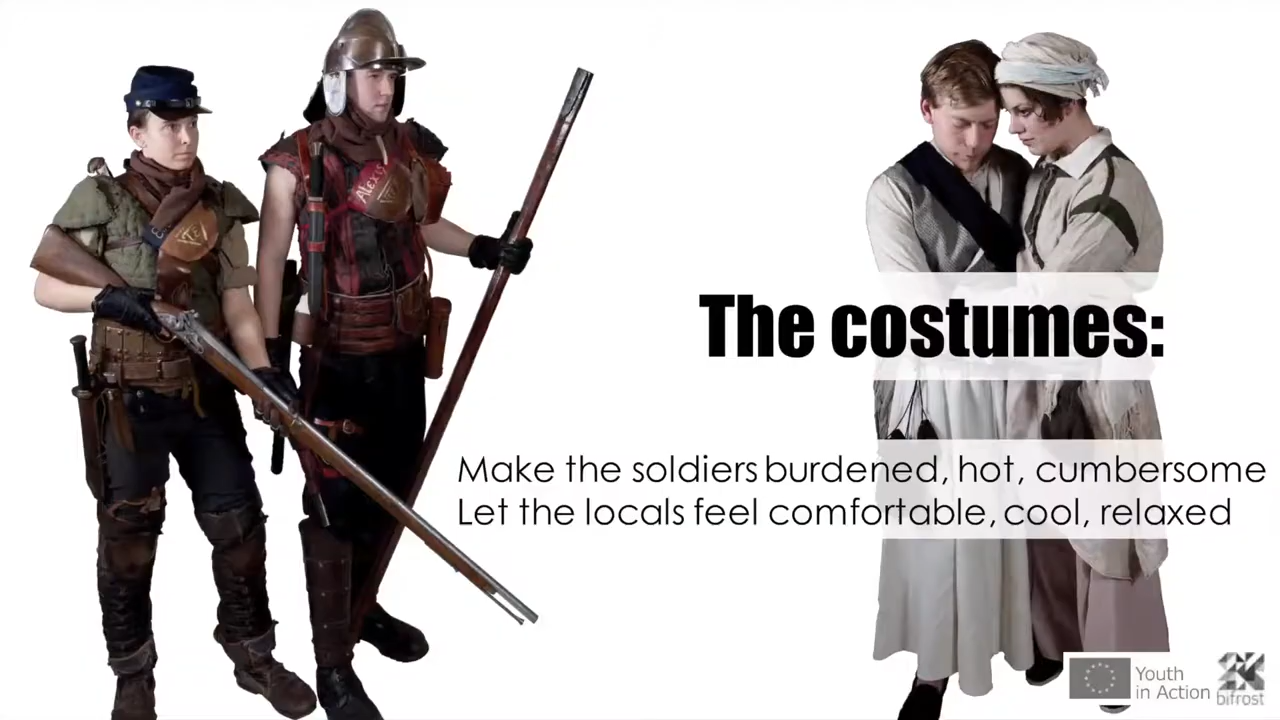 ALEXIS
The costumes:
Make the soldiers burdened, hot, cumbersome
Let the locals feel comfortable, cool, relaxed
Youth
in Action
bifrost